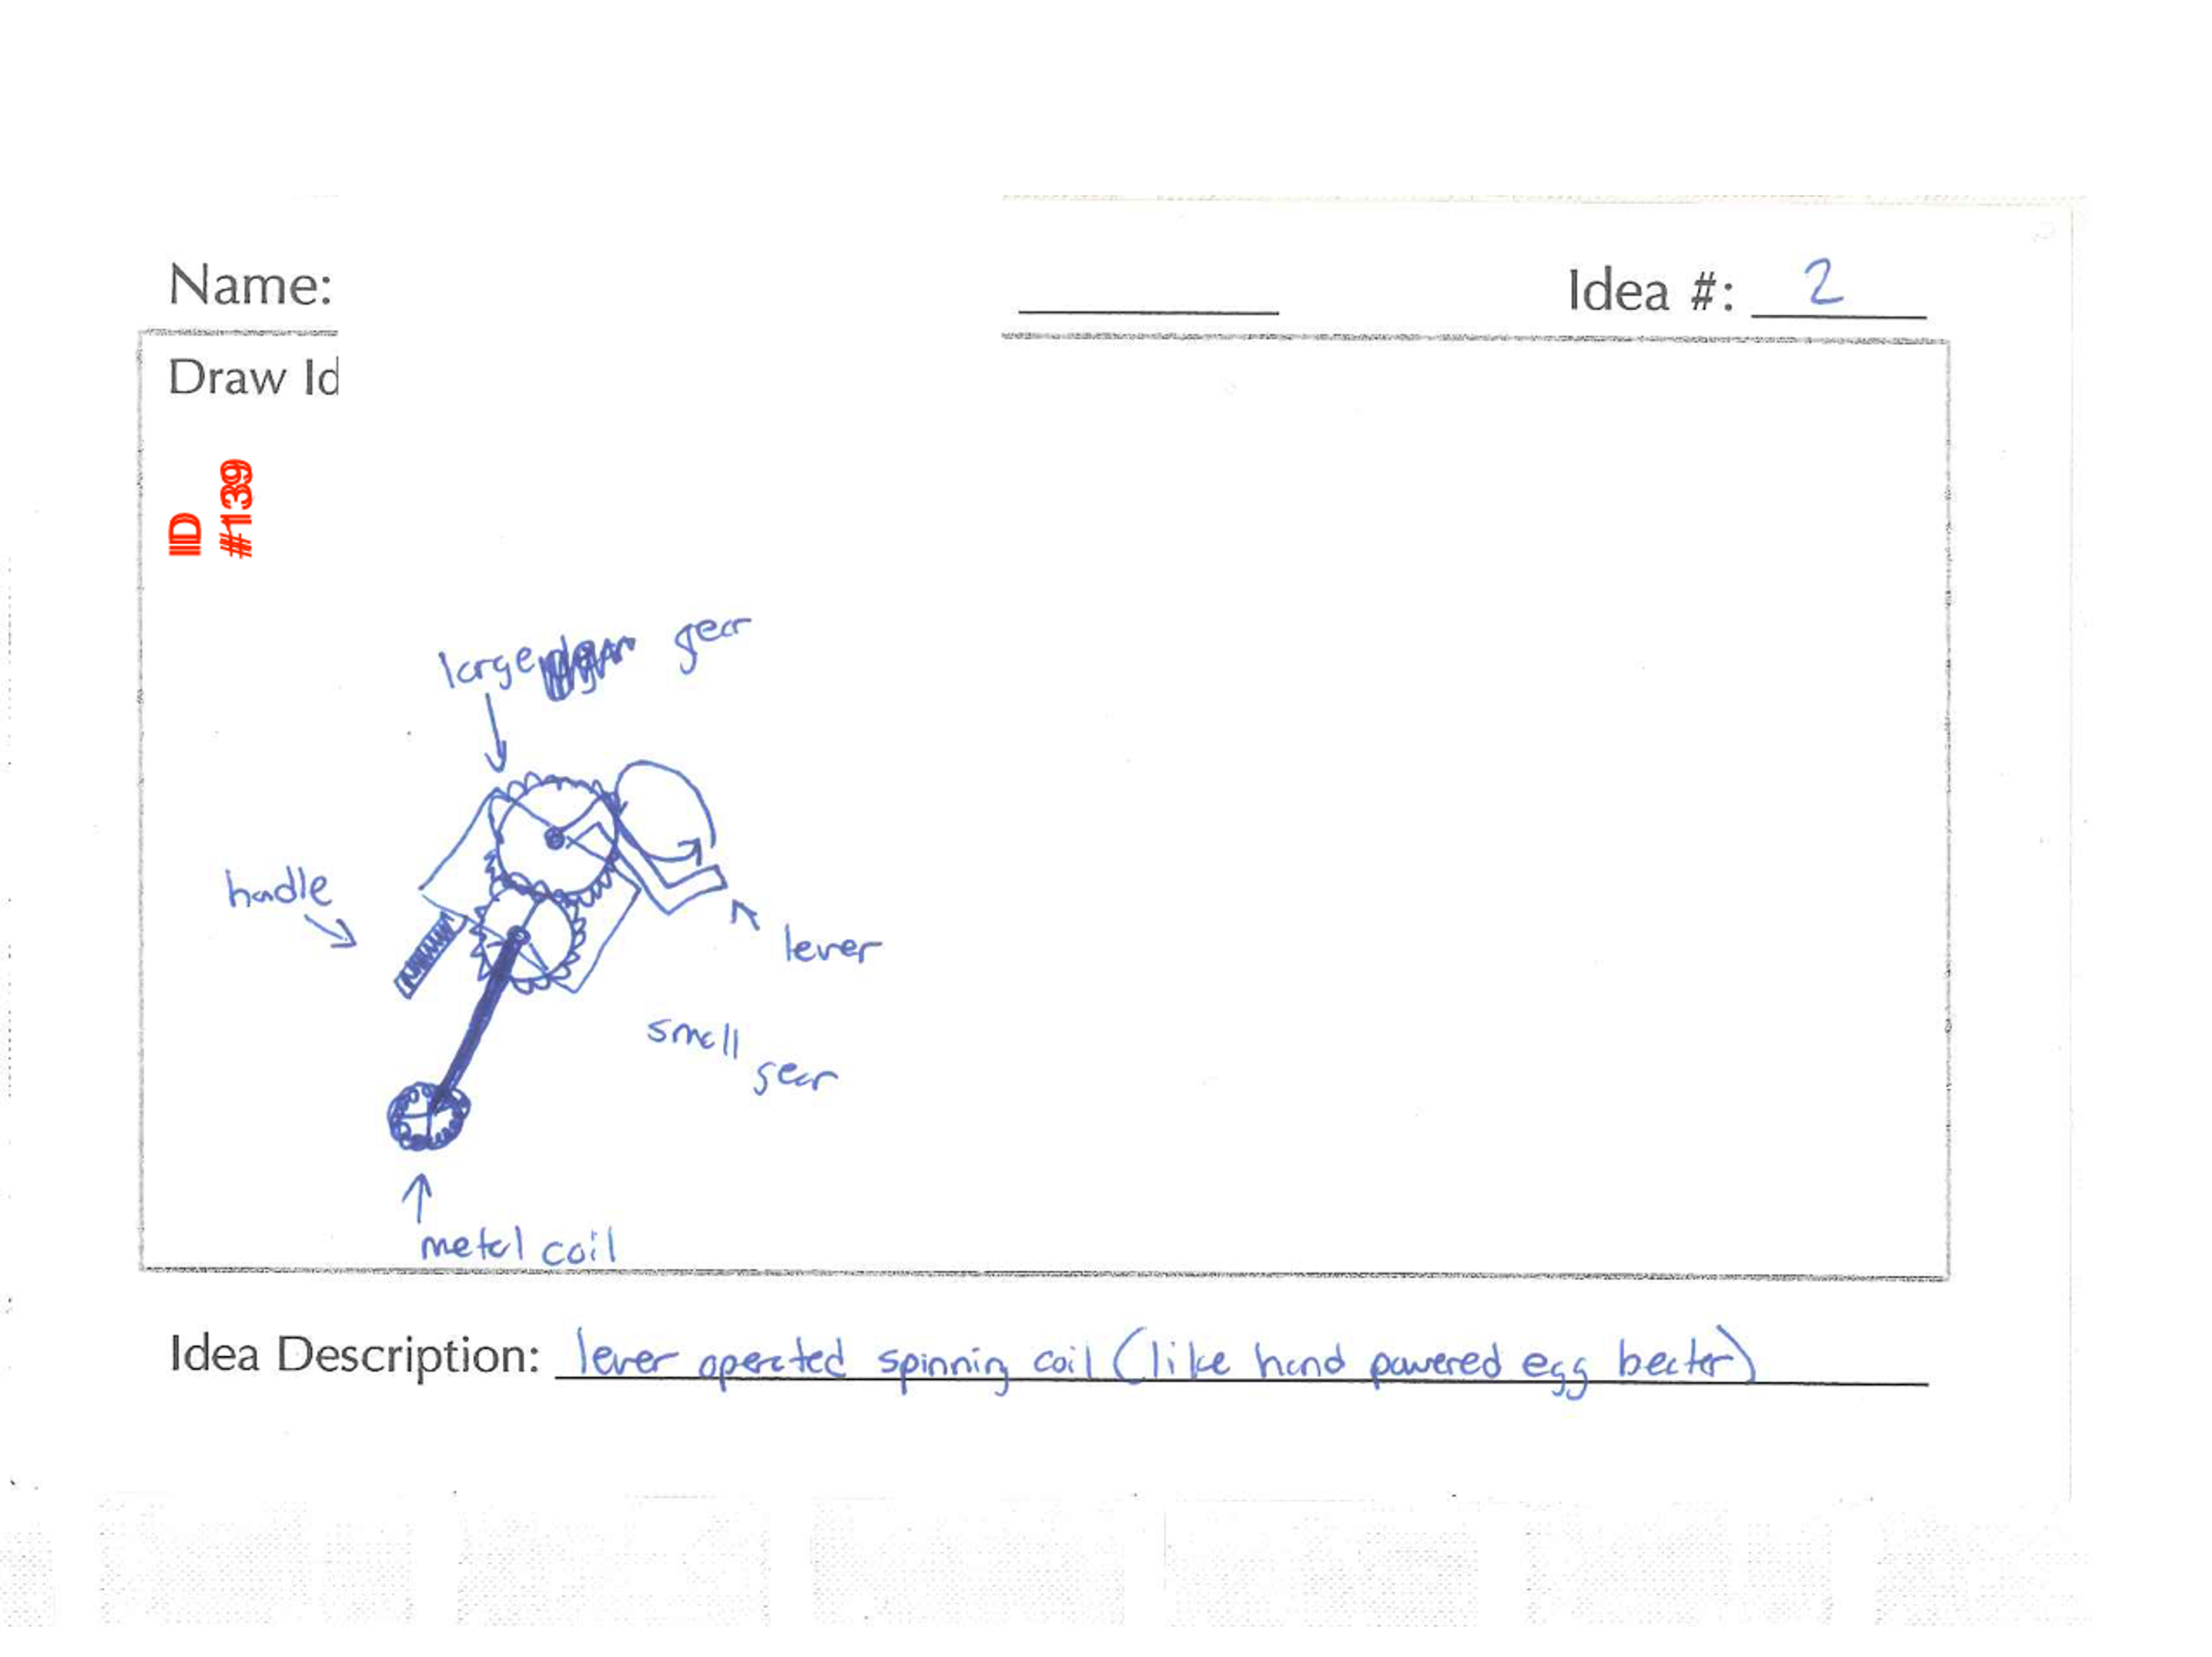 Name:
Idea #: 2
Draw Id
ID
#139
large gear
handle
lever
small
gear
metal coil
Idea Description: lever operated spinning coil (like hand powered egg beater)